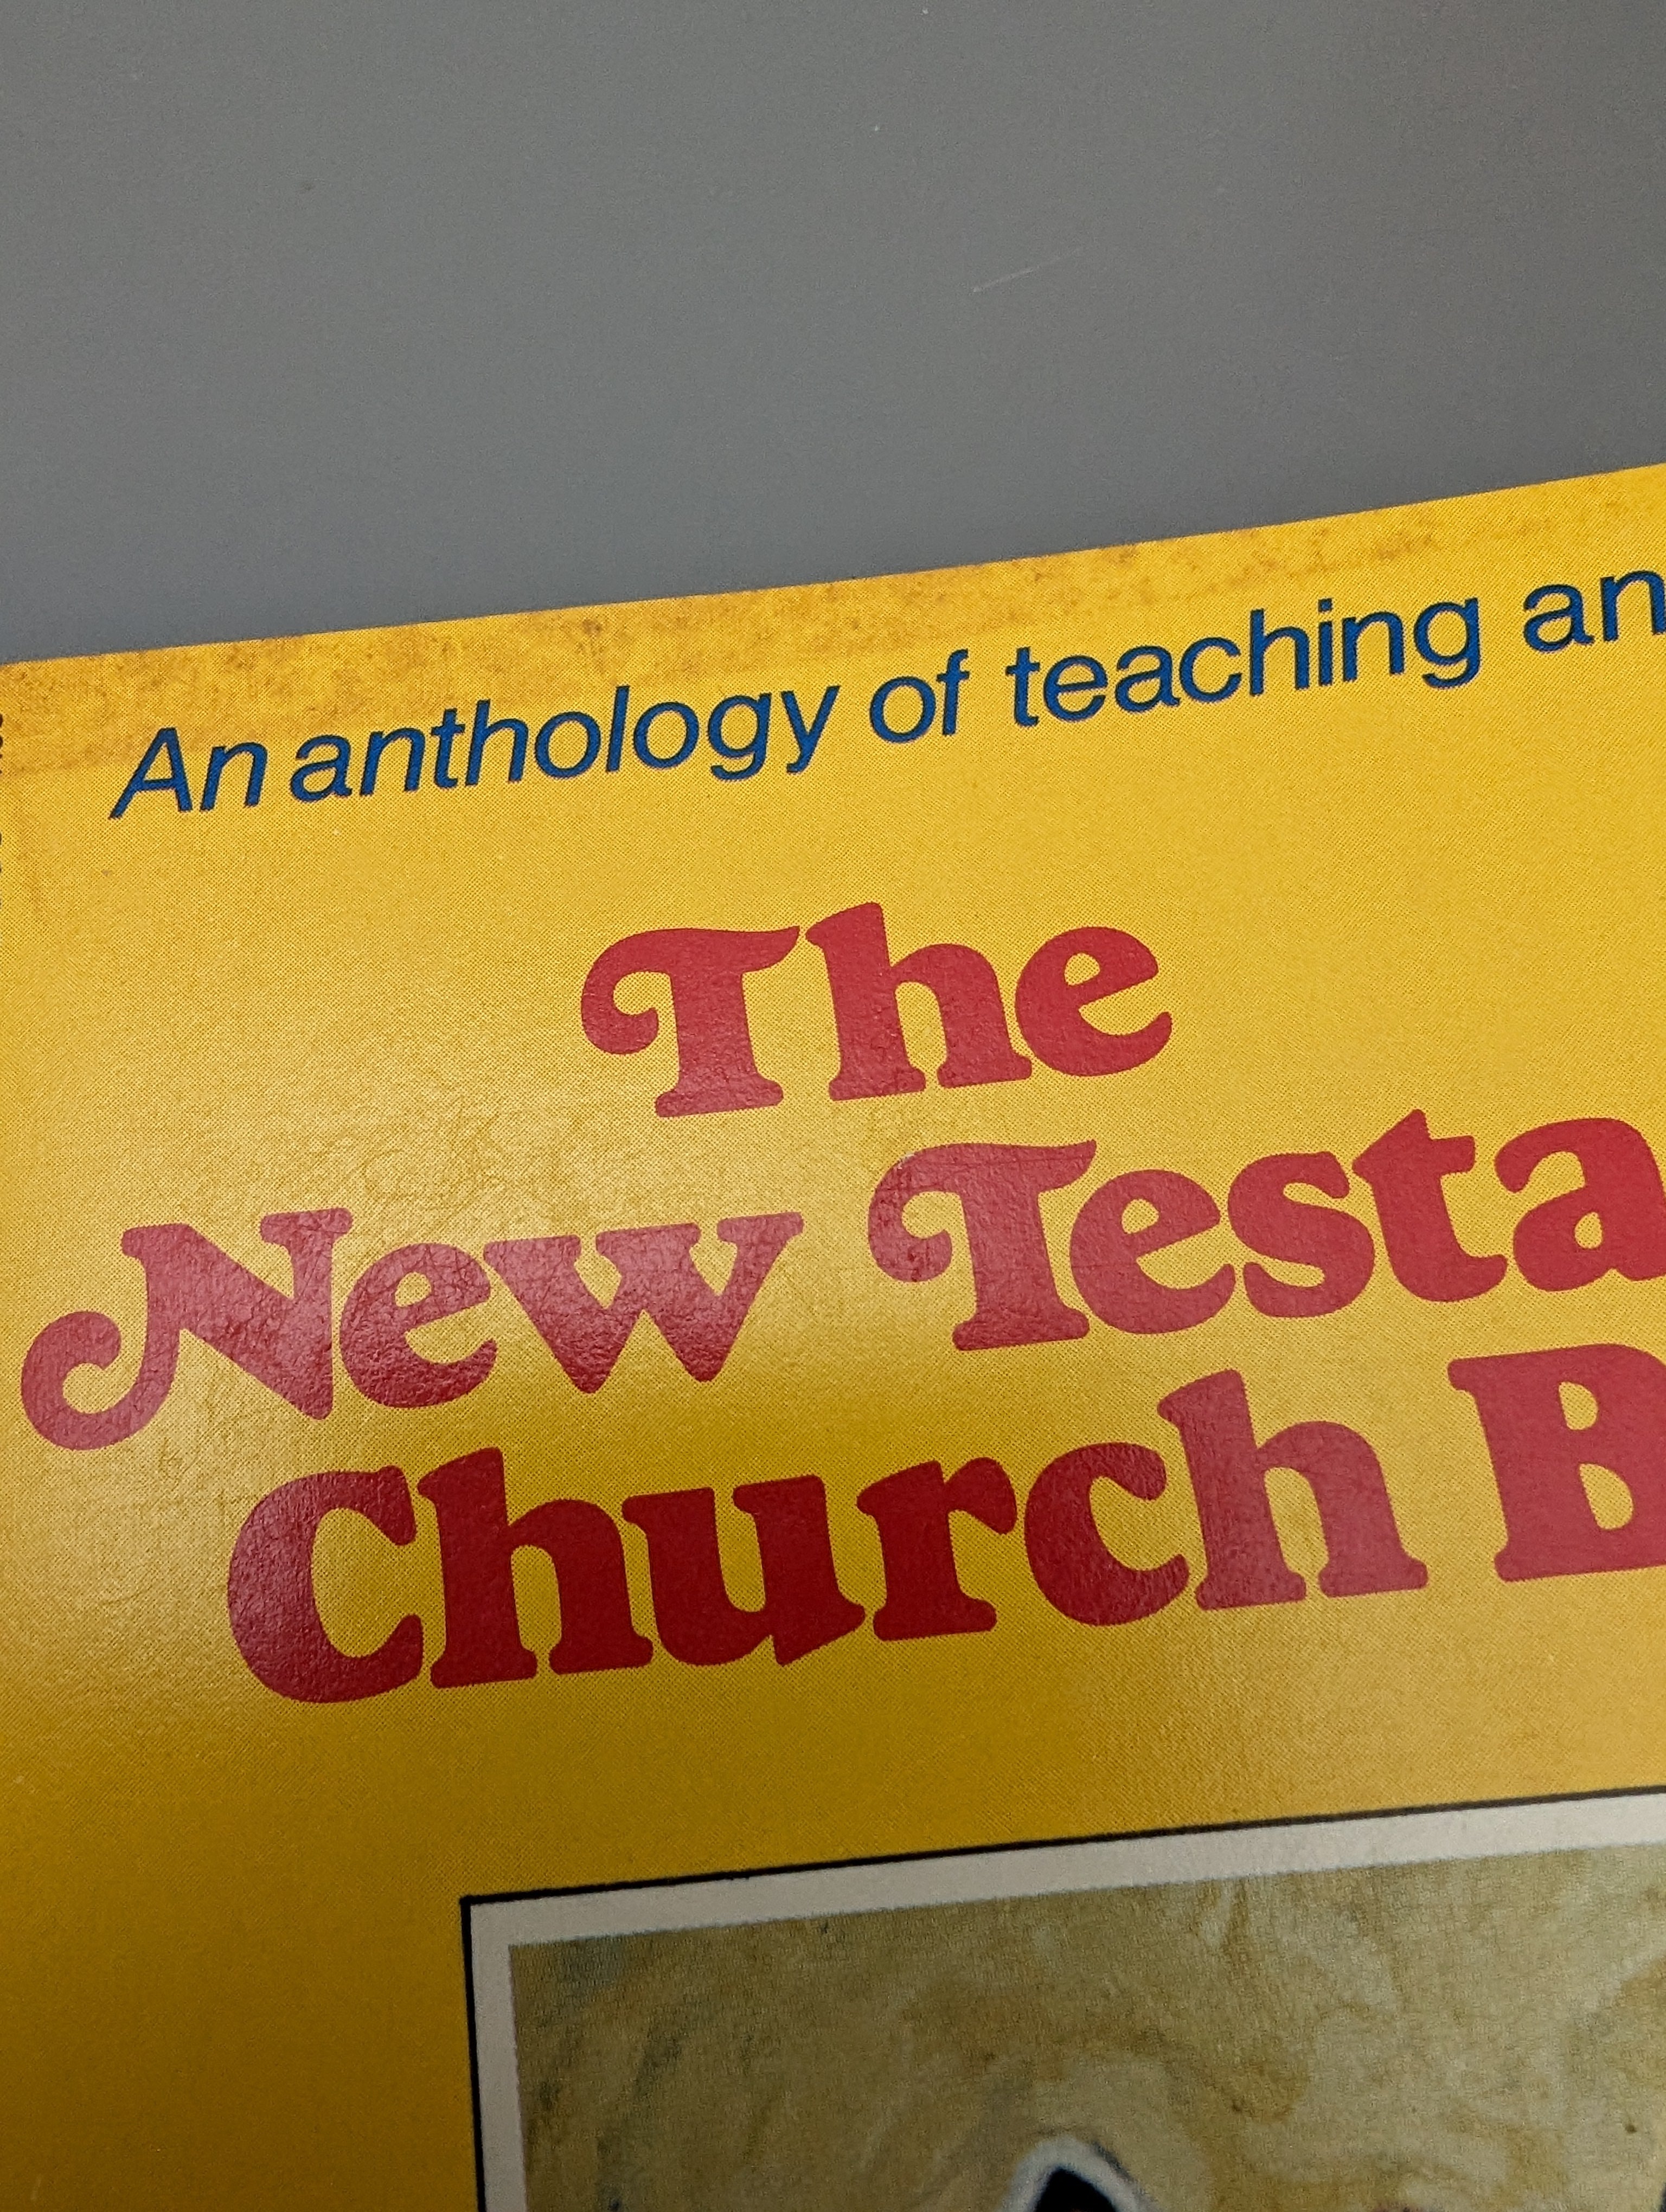 An anthology of teaching an
The
New Testa
Church B